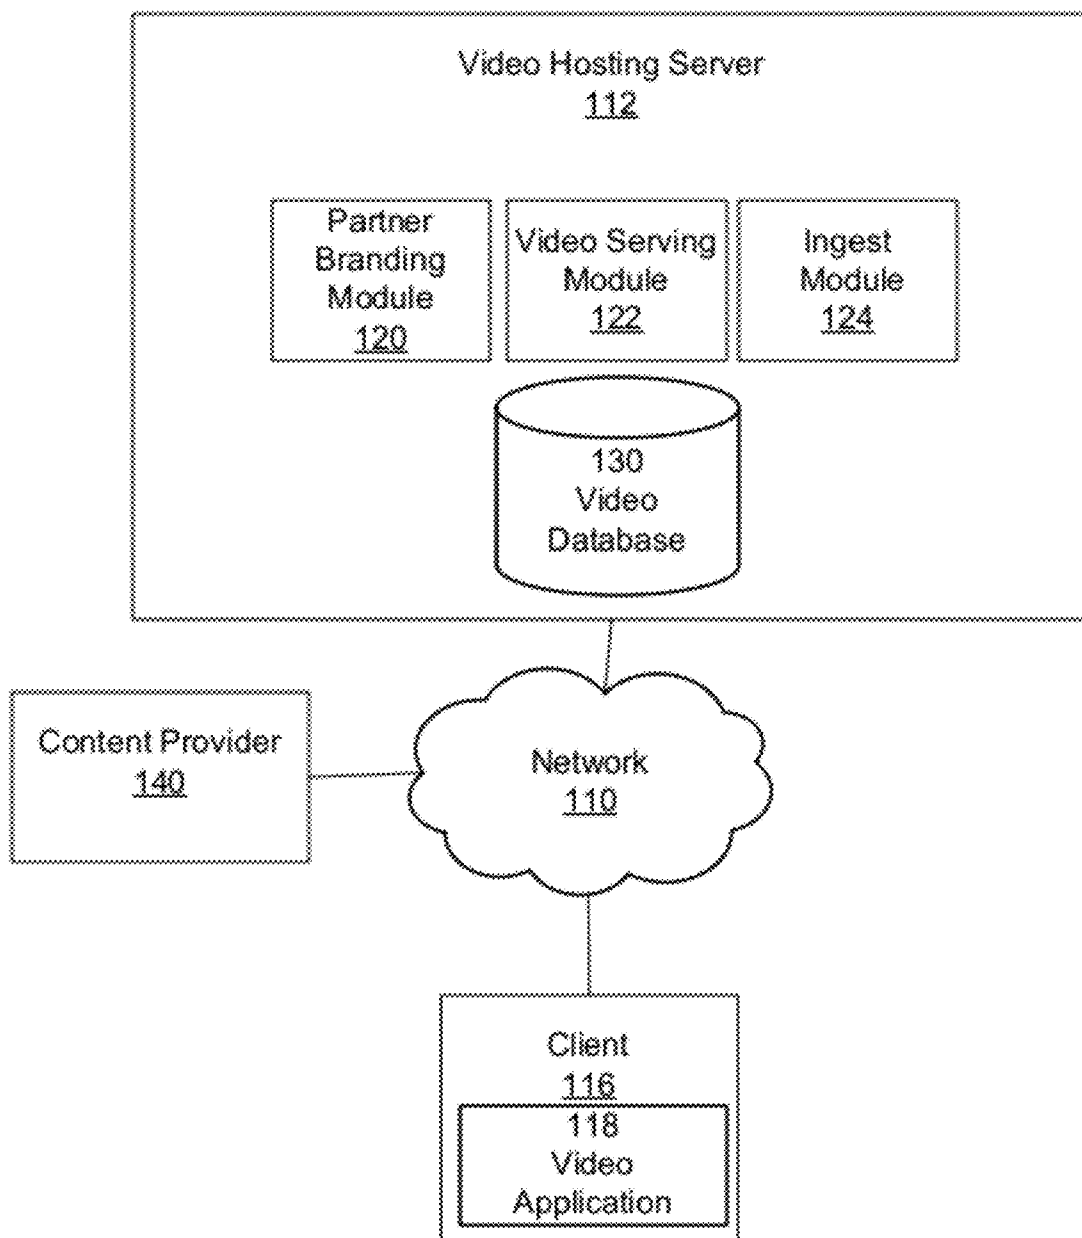 Video Hosting Server
112
Partner
Branding
Module
120
Video Serving
Module
122
Ingest
Module
124
130
Video
Database
Content Provider
140
Network
110
Client
116
118
Video
Application